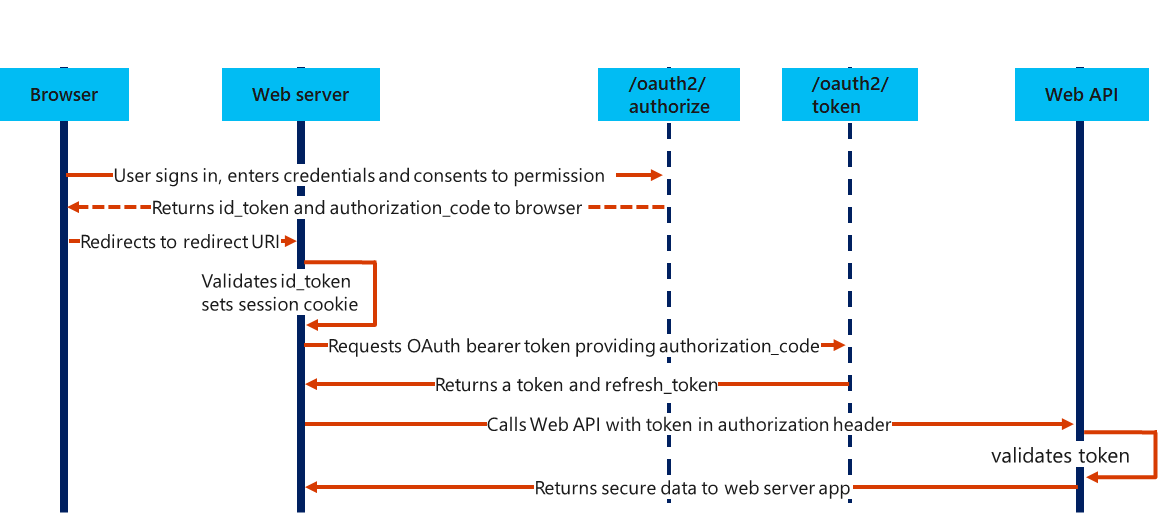 Browser
Web server
/oauth2/
authorize
/oauth2/
token
Web API
User signs in, enters credentials and consents to permission
Returns id_token and authorization_code to browser
Redirects to redirect URI
Validates id_token
sets session cookie
Requests OAuth bearer token providing authorization_code
Returns a token and refresh_token
Calls Web API with token in authorization header
validates token
Returns secure data to web server app